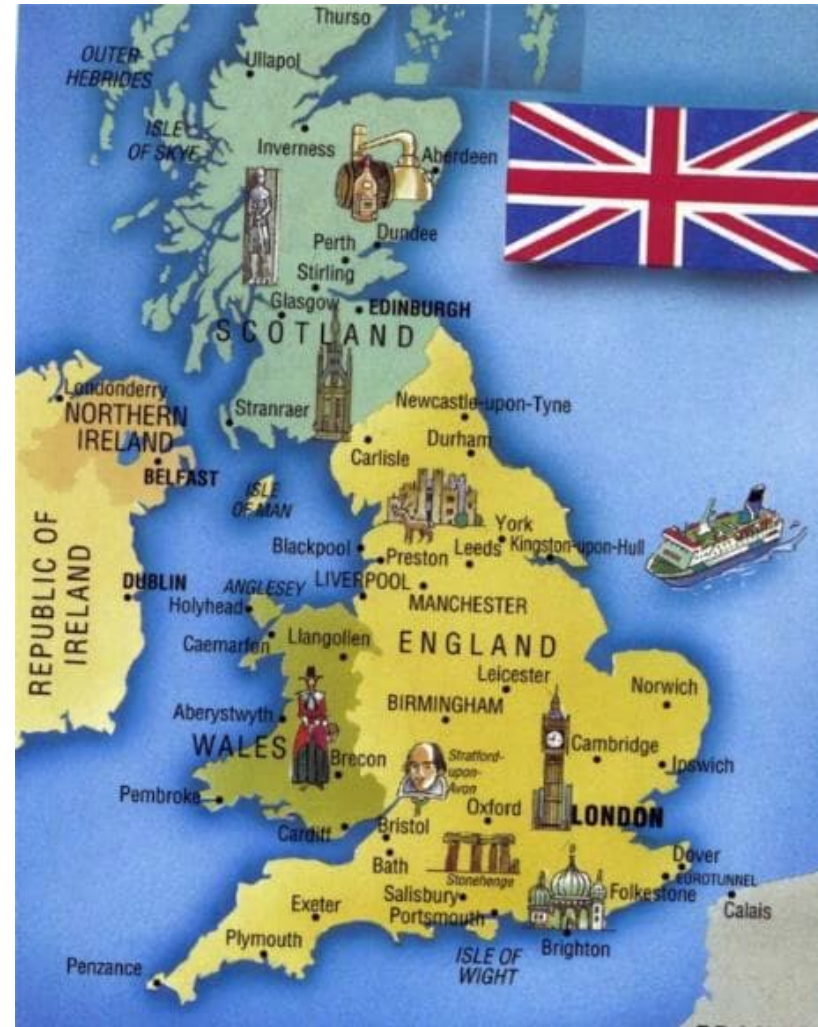 Thurso
OUTER
HEBRIDES
Ullapol
ISLE
OF SKYE
Inverness
Aberdeen
Dundee
Perth
Stirling
Glasgow
EDINBURGH
SCOTLAND
Londonderry
NORTHERN
IRELAND
BELFAST
Stranraer
Newcastle-upon-Tyne
Durham
Carlisle
ISLE
OF MAN
York
Blackpool
Preston
Leeds
Kingston-upon-Hull
REPUBLIC OF
IRELAND
DUBLIN
ANGLESEY
LIVERPOOL
Holyhead
MANCHESTER
Caernarfen
Llangollen
ENGLAND
Leicester
Norwich
Aberystwyth
BIRMINGHAM
WALES
Brecon
Stratford-
upon-
Avon
Cambridge
Ipswich
Pembroke
Oxford
LONDON
Cardiff
Bristol
Bath
Stonehenge
Dover
EUROTUNNEL
Folkestone
Calais
Salisbury
Portsmouth
Exeter
Plymouth
ISLE OF
WIGHT
Brighton
Penzance